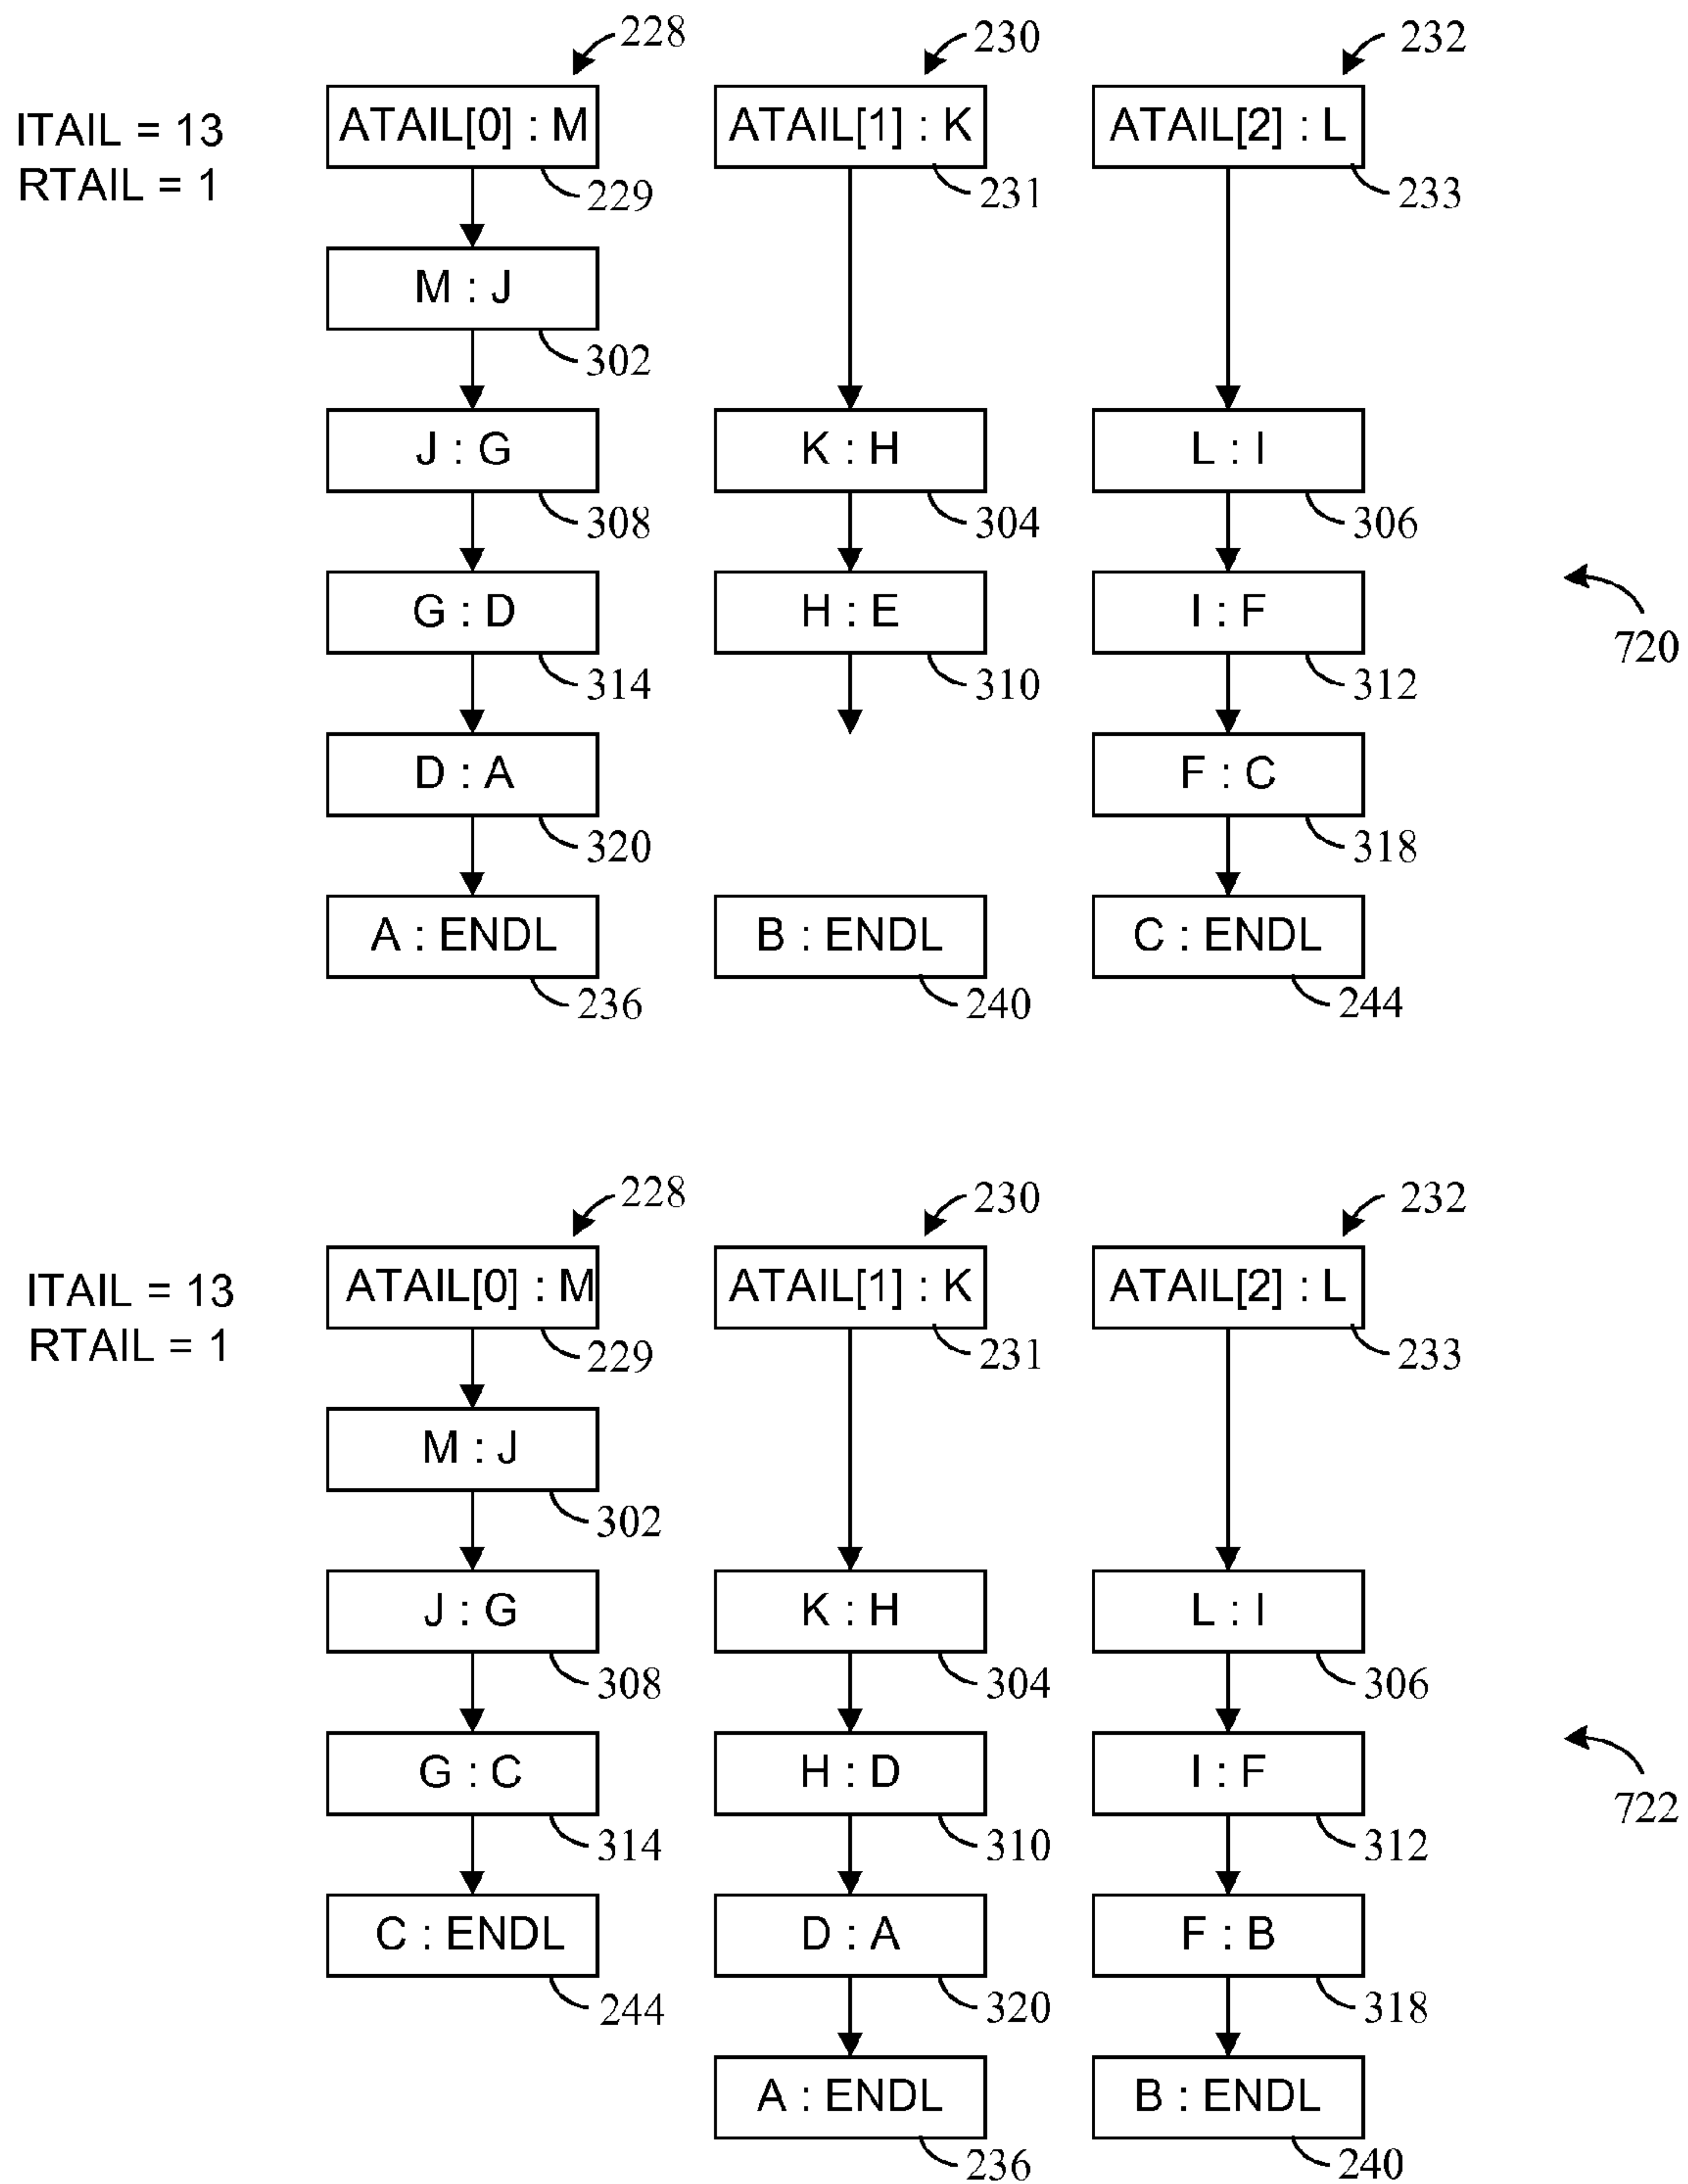 228 230 232
ITAIL = 13 ATAIL[0] : M ATAIL[1] : K ATAIL[2] : L
RTAIL = 1 229 231 233
M : J
302
J : G K : H L : I
308 304 306
G : D H : E I : F
720
314 310 312
D : A F : C
320 318
A : ENDL B : ENDL C : ENDL
236 240 244
228 230 232
ITAIL = 13 ATAIL[0] : M ATAIL[1] : K ATAIL[2] : L
RTAIL = 1 229 231 233
M : J
302
J : G K : H L : I
308 304 306
G : C H : D I : F
722
314 310 312
C : ENDL D : A F : B
244 320 318
A : ENDL B : ENDL
236 240